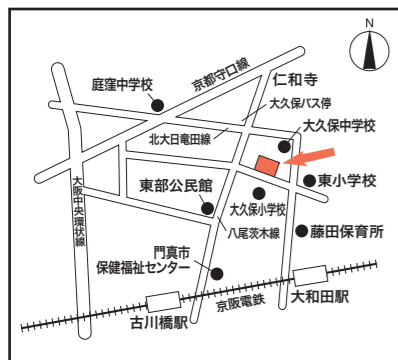 N
京都守口線
庭窪中学校
仁和寺
大久保バス停
大久保中学校
北大日竜田線
東小学校
大阪中央環状線
東部公民館
大久保小学校
八尾茨木線
藤田保育所
門真市
保健福祉センター
大和田駅
京阪電鉄
古川橋駅